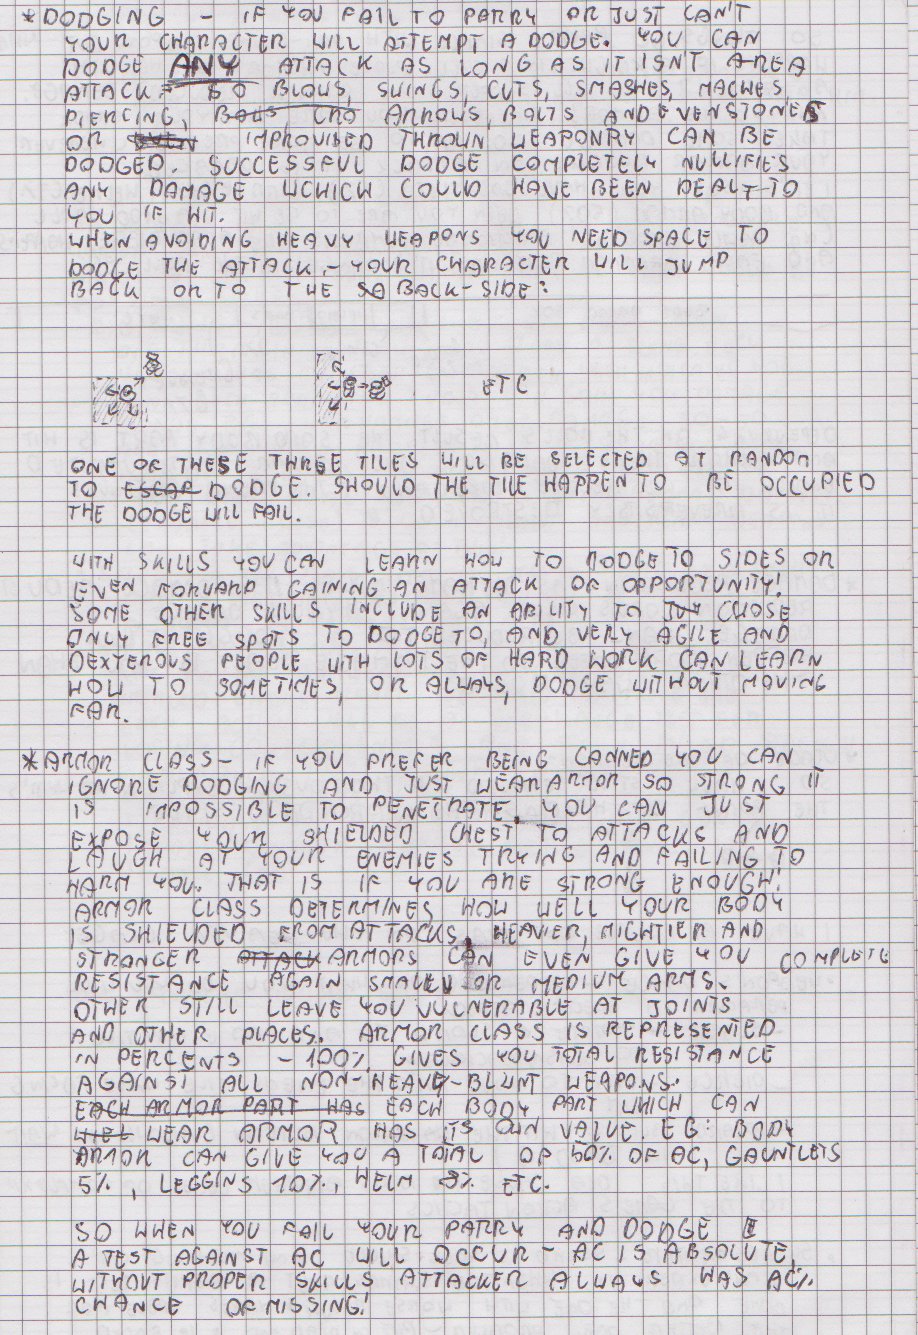 *DODGING – IF YOU FAIL TO PARRY OR JUST CAN'T
YOUR CHARACTER WILL ATTEMPT A DODGE. YOU CAN
DODGE ANY ATTACK AS LONG AS IT ISN'T AREA
ATTACK. SO BLOWS, SWINGS, CUTS, SMASHES,
PIERCING, ARROWS, BOLTS AND EVEN STONES
OR EVEN IMPROVISED THROWN WEAPONRY CAN BE
DODGED. SUCCESSFUL DODGE COMPLETELY NULLIFIES
ANY DAMAGE WCHICH COULD HAVE BEEN DEALT TO
YOU IF HIT.
WHEN AVOIDING HEAVY WEAPONS YOU NEED SPACE TO
DODGE THE ATTACK – YOUR CHARACTER WILL JUMP
BACK OR TO THE BACK-SIDE:
ETC
ONE OF THESE THREE TILES WILL BE SELECTED AT RANDOM
TO ESCAP DODGE. SHOULD THE TILE HAPPEN TO BE OCCUPIED
THE DODGE WILL FAIL.
WITH SKILLS YOU CAN LEARN HOW TO DODGE TO SIDES OR
EVEN FORWARD GAINING AN ATTACK OF OPPORTUNITY!
SOME OTHER SKILLS INCLUDE AN ABILITY TO CHOSE
ONLY FREE SPOTS TO DODGE TO, AND VERY AGILE AND
DEXTEROUS PEOPLE WITH LOTS OF HARD WORK CAN LEARN
HOW TO SOMETIMES, OR ALWAYS, DODGE WITHOUT MOVING
FAR.
*ARMOR CLASS – IF YOU PREFER BEING CANNED YOU CAN
IGNORE DODGING AND JUST WEAR ARMOR SO STRONG IT
IS IMPOSSIBLE TO PENETRATE. YOU CAN JUST
EXPOSE YOUR SHIELDED CHEST TO ATTACKS AND
LAUGH AT YOUR ENEMIES TRYING AND FAILING TO
HARM YOU. THAT IS IF YOU ARE STRONG ENOUGH!
ARMOR CLASS DETERMINES HOW WELL YOUR BODY
IS SHIELDED FROM ATTACKS. HEAVIER, MIGHTIER AND
STRONGER ATTACK ARMORS CAN EVEN GIVE YOU COMPLETE
RESISTANCE AGAIN SMALL OR MEDIUM ARMS.
OTHER STILL LEAVE YOU VULNERABLE AT JOINTS
AND OTHER PLACES. ARMOR CLASS IS REPRESENTED
IN PERCENTS – 100% GIVES YOU TOTAL RESISTANCE
AGAINST ALL NON-HEAVY-BLUNT WEAPONS.
EACH ARMOR PART HAS EACH BODY PART WHICH CAN
WEAR ARMOR HAS ITS OWN VALUE. EG: BODY
ARMOR CAN GIVE YOU A TOTAL OF 50% OF AC, GAUNTLETS
5%, LEGGINS 10%, HELM 8% ETC.
SO WHEN YOU FAIL YOUR PARRY AND DODGE
A TEST AGAINST AC WILL OCCUR – AC IS ABSOLUTE,
WITHOUT PROPER SKILLS ATTACKER ALWAYS HAS AC%
CHANCE OF MISSING!